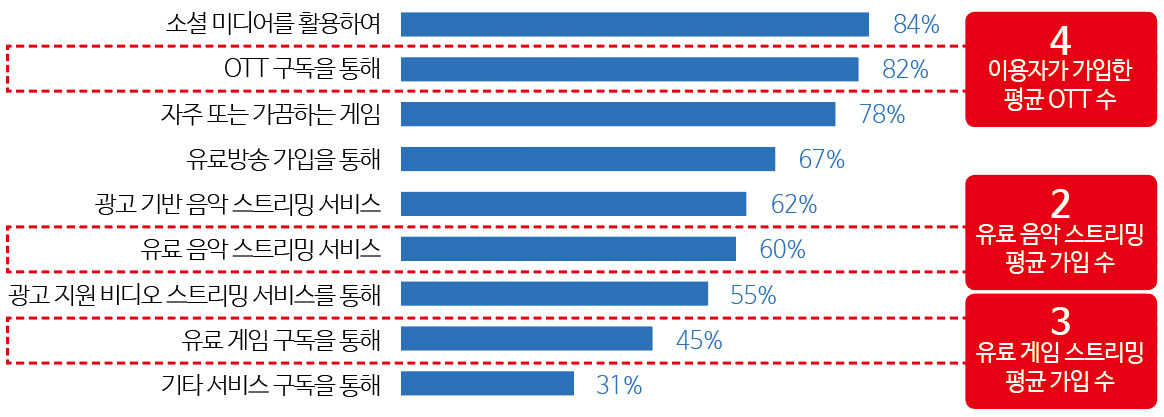 소셜 미디어를 활용하여 84%
OTT 구독을 통해 82%
4
이용자가 가입한
평균 OTT 수
자주 또는 가끔하는 게임 78%
유료방송 가입을 통해 67%
광고 기반 음악 스트리밍 서비스 62%
유료 음악 스트리밍 서비스 60%
2
유료 음악 스트리밍
평균 가입 수
광고 지원 비디오 스트리밍 서비스를 통해 55%
유료 게임 구독을 통해 45%
3
유료 게임 스트리밍
평균 가입 수
기타 서비스 구독을 통해 31%